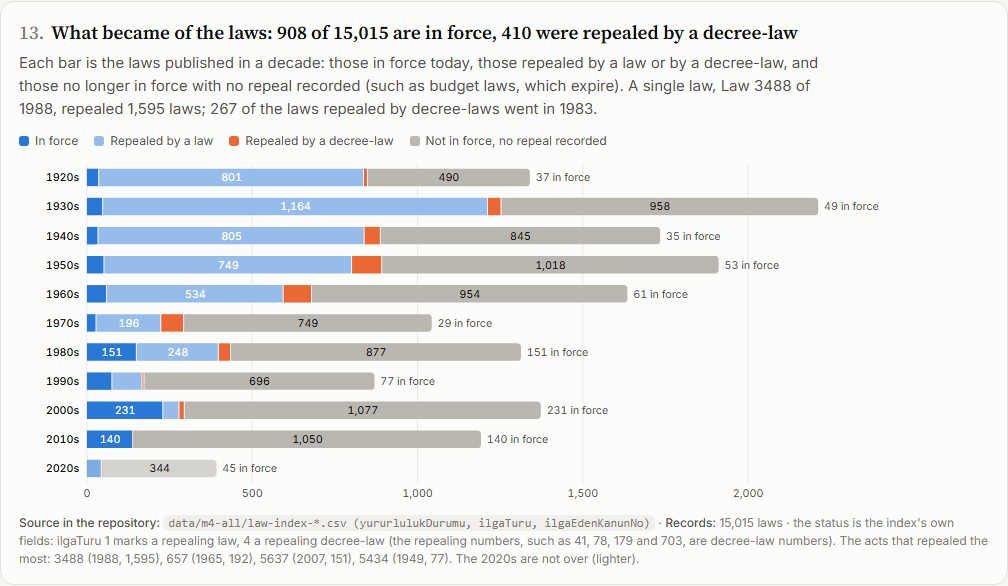 13. What became of the laws: 908 of 15,015 are in force, 410 were repealed by a decree-law
Each bar is the laws published in a decade: those in force today, those repealed by a law or by a decree-law, and
those no longer in force with no repeal recorded (such as budget laws, which expire). A single law, Law 3488 of
1988, repealed 1,595 laws; 267 of the laws repealed by decree-laws went in 1983.
In force Repealed by a law Repealed by a decree-law Not in force, no repeal recorded
1920s 801 490 37 in force
1930s 1,164 958 49 in force
1940s 805 845 35 in force
1950s 749 1,018 53 in force
1960s 534 954 61 in force
1970s 196 749 29 in force
1980s 151 248 877 151 in force
1990s 696 77 in force
2000s 231 1,077 231 in force
2010s 140 1,050 140 in force
2020s 344 45 in force
0 500 1,000 1,500 2,000
Source in the repository: data/m4-all/law-index-*.csv (yururlulukDurumu, ilgaTuru, ilgaEdenKanunNo) · Records: 15,015 laws · the status is the index's own
fields: ilgaTuru 1 marks a repealing law, 4 a repealing decree-law (the repealing numbers, such as 41, 78, 179 and 703, are decree-law numbers). The acts that repealed the
most: 3488 (1988, 1,595), 657 (1965, 192), 5637 (2007, 151), 5434 (1949, 77). The 2020s are not over (lighter).